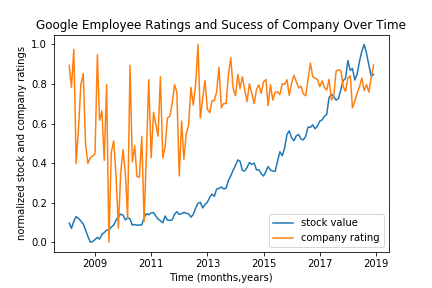 Google Employee Ratings and Sucess of Company Over Time
normalized stock and company ratings
1.0
0.8
0.6
0.4
0.2
0.0
stock value
company rating
2009
2011
2013
2015
2017
2019
Time (months,years)